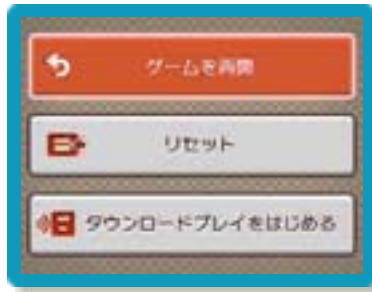 ゲームを再開
リセット
ダウンロードプレイをはじめる